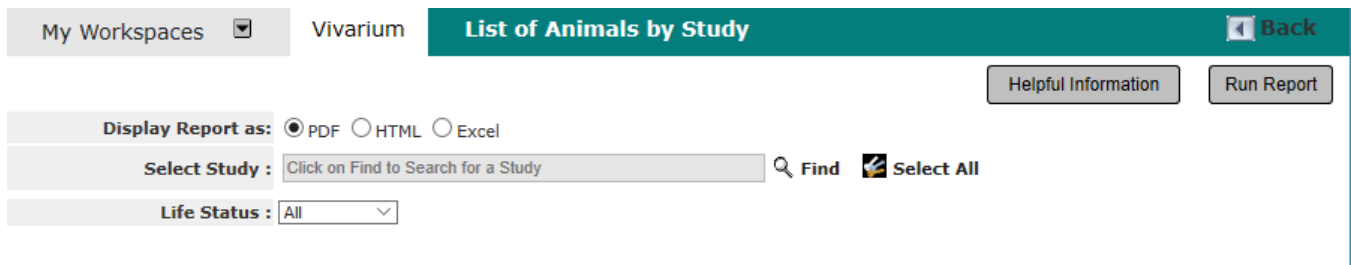 My Workspaces Vivarium List of Animals by Study Back
Helpful Information Run Report
Display Report as: PDF HTML Excel
Select Study : Click on Find to Search for a Study Find Select All
Life Status : All